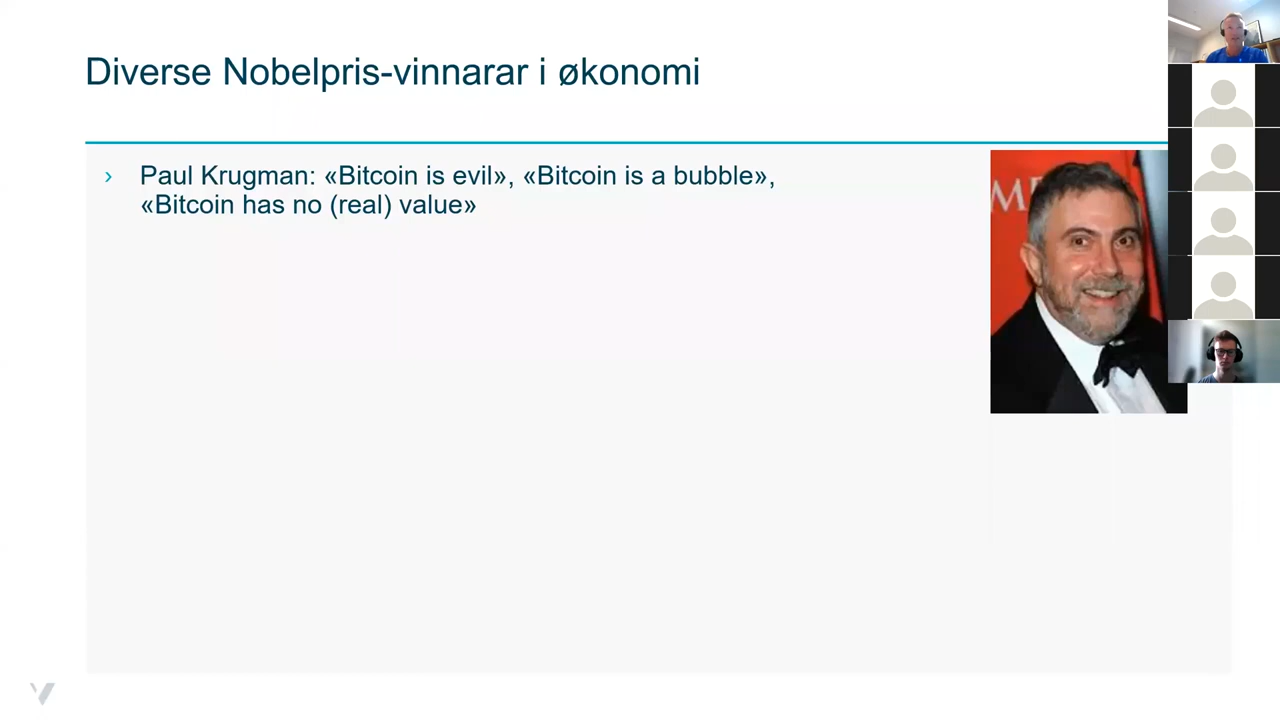 Diverse Nobelpris-vinnarar i økonomi
› Paul Krugman: «Bitcoin is evil», «Bitcoin is a bubble»,
«Bitcoin has no (real) value»